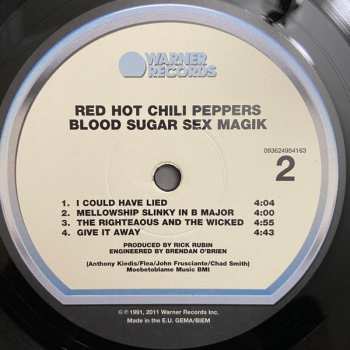 WARNER
RECORDS
RED HOT CHILI PEPPERS
BLOOD SUGAR SEX MAGIK
093624954163
2
1. I COULD HAVE LIED 4:04
2. MELLOWSHIP SLINKY IN B MAJOR 4:00
3. THE RIGHTEAOUS AND THE WICKED 4:55
4. GIVE IT AWAY 4:43
PRODUCED BY RICK RUBIN
ENGINEERED BY BRENDAN O'BRIEN
(Anthony Kiedis/Flea/John Frusciante/Chad Smith)
Moebetoblame Music BMI
℗ © 1991, 2011 Warner Records Inc.
Made in the E.U. GEMA/BIEM